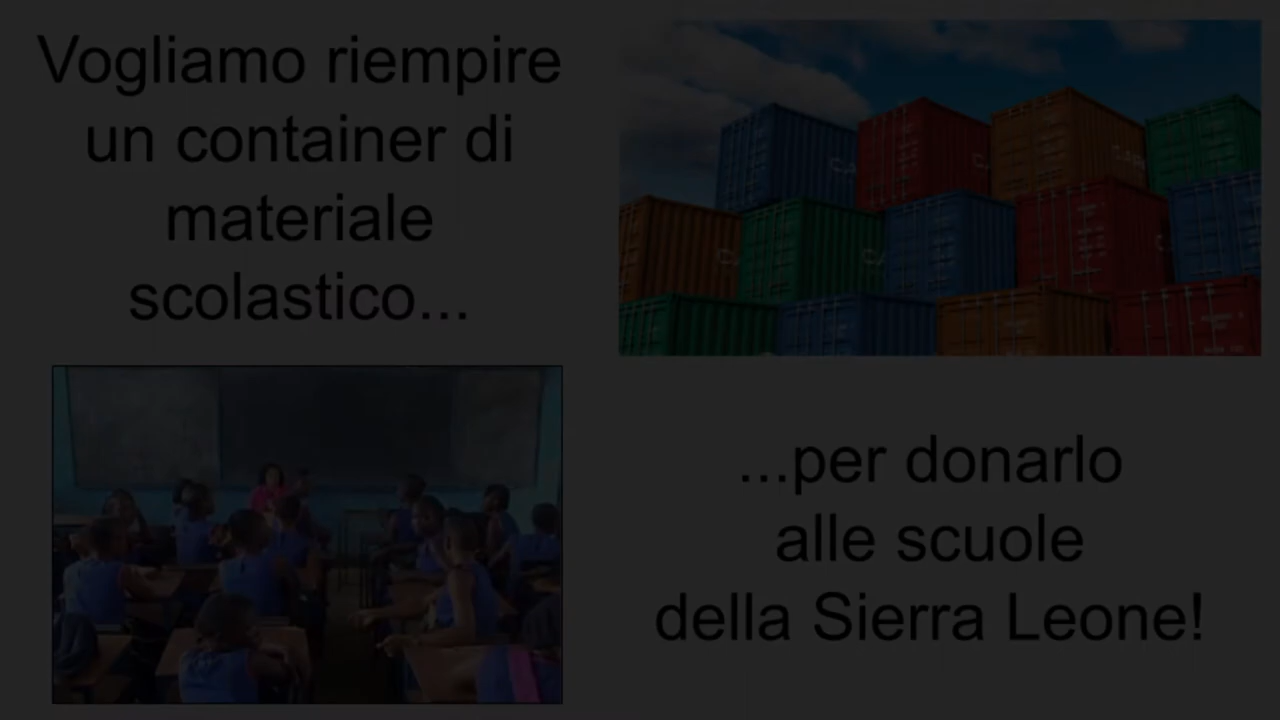 Vogliamo riempire
un container di
materiale
scolastico...
...per donarlo
alle scuole
della Sierra Leone!